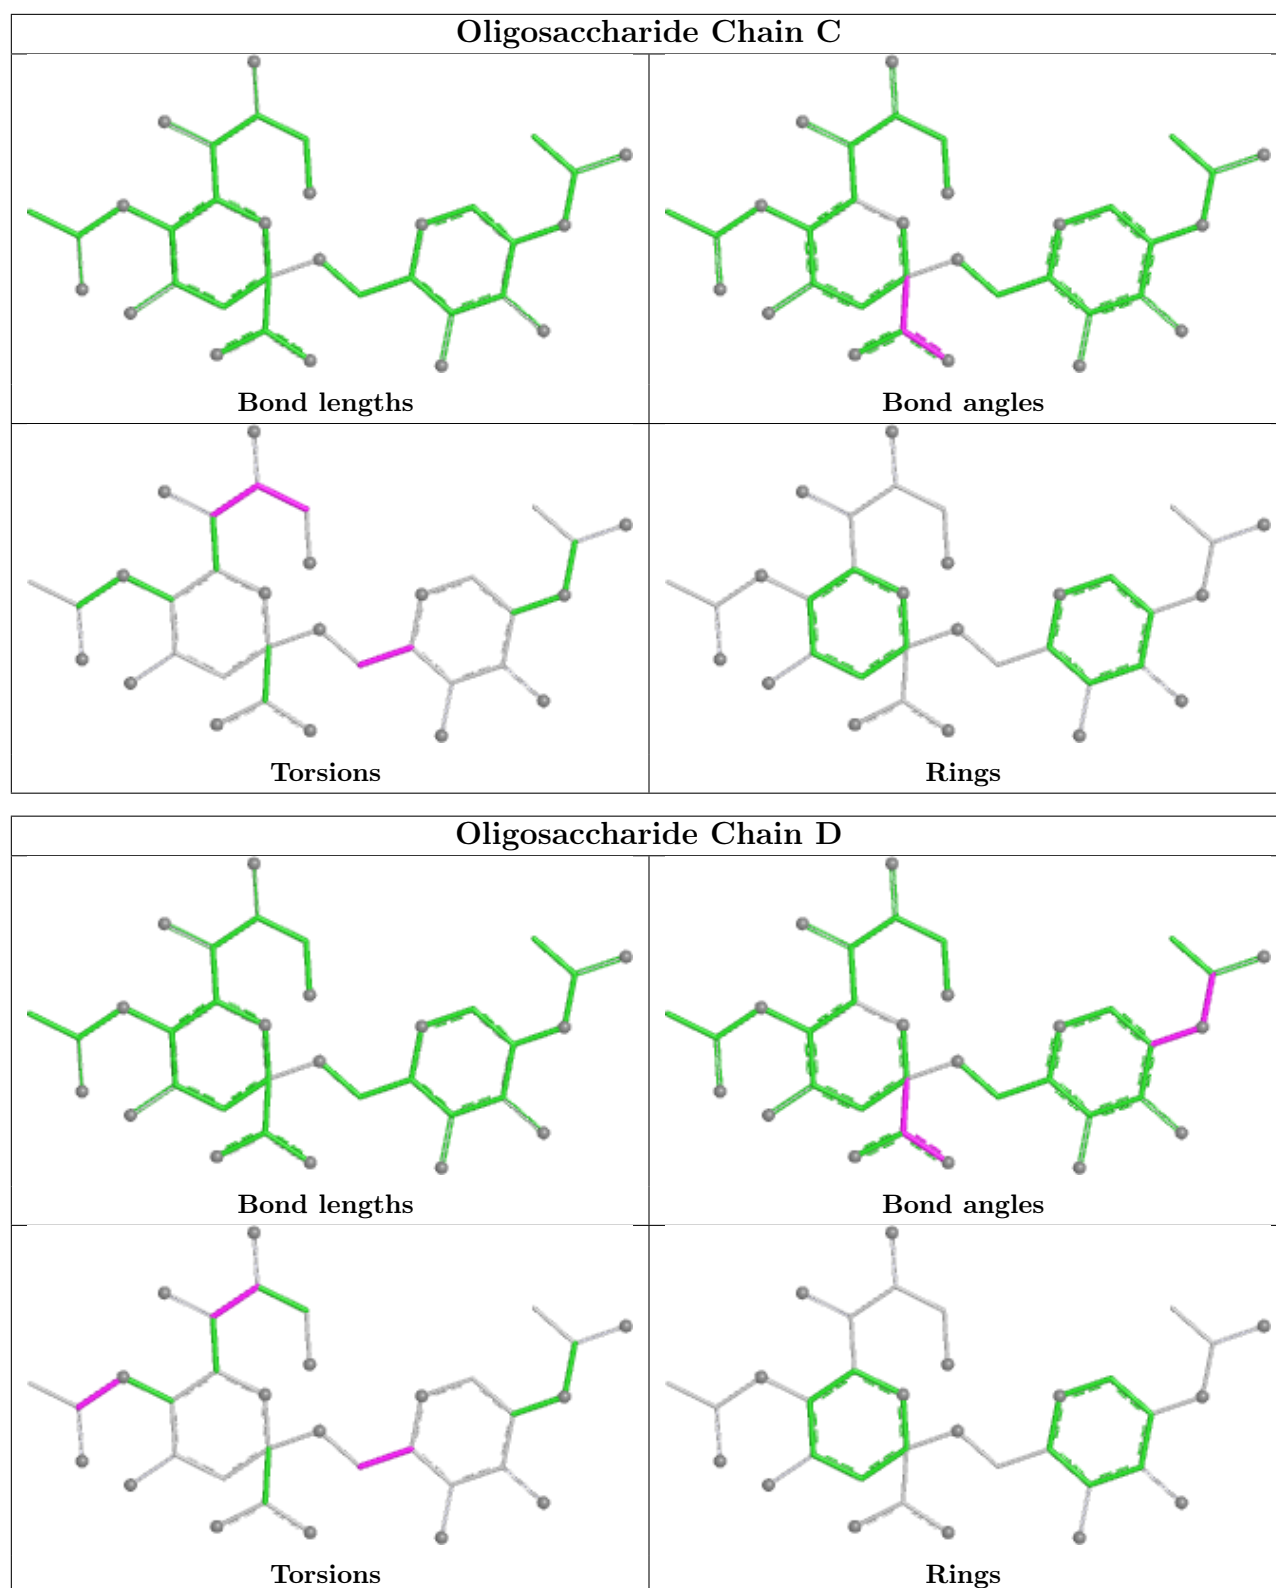 Oligosaccharide Chain C
Bond lengths
Bond angles
Torsions
Rings
Oligosaccharide Chain D
Bond lengths
Bond angles
Torsions
Rings